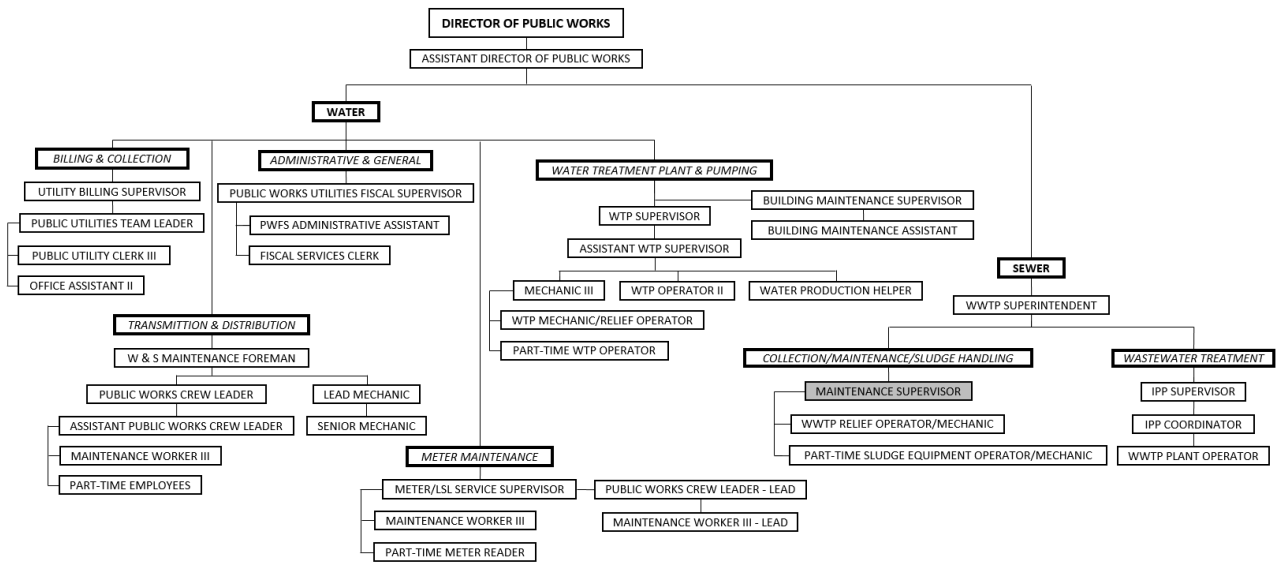 DIRECTOR OF PUBLIC WORKS
ASSISTANT DIRECTOR OF PUBLIC WORKS
WATER
BILLING & COLLECTION
UTILITY BILLING SUPERVISOR
PUBLIC UTILITIES TEAM LEADER
PUBLIC UTILITY CLERK III
OFFICE ASSISTANT II
TRANSMITTION & DISTRIBUTION
W & S MAINTENANCE FOREMAN
PUBLIC WORKS CREW LEADER
ASSISTANT PUBLIC WORKS CREW LEADER
MAINTENANCE WORKER III
PART-TIME EMPLOYEES
LEAD MECHANIC
SENIOR MECHANIC
ADMINISTRATIVE & GENERAL
PUBLIC WORKS UTILITIES FISCAL SUPERVISOR
PWFS ADMINISTRATIVE ASSISTANT
FISCAL SERVICES CLERK
METER MAINTENANCE
METER/LSL SERVICE SUPERVISOR
MAINTENANCE WORKER III
PART-TIME METER READER
PUBLIC WORKS CREW LEADER - LEAD
MAINTENANCE WORKER III - LEAD
WATER TREATMENT PLANT & PUMPING
WTP SUPERVISOR
ASSISTANT WTP SUPERVISOR
BUILDING MAINTENANCE SUPERVISOR
BUILDING MAINTENANCE ASSISTANT
MECHANIC III
WTP OPERATOR II
WATER PRODUCTION HELPER
WTP MECHANIC/RELIEF OPERATOR
PART-TIME WTP OPERATOR
SEWER
WWTP SUPERINTENDENT
COLLECTION/MAINTENANCE/SLUDGE HANDLING
MAINTENANCE SUPERVISOR
WWTP RELIEF OPERATOR/MECHANIC
PART-TIME SLUDGE EQUIPMENT OPERATOR/MECHANIC
WASTEWATER TREATMENT
IPP SUPERVISOR
IPP COORDINATOR
WWTP PLANT OPERATOR